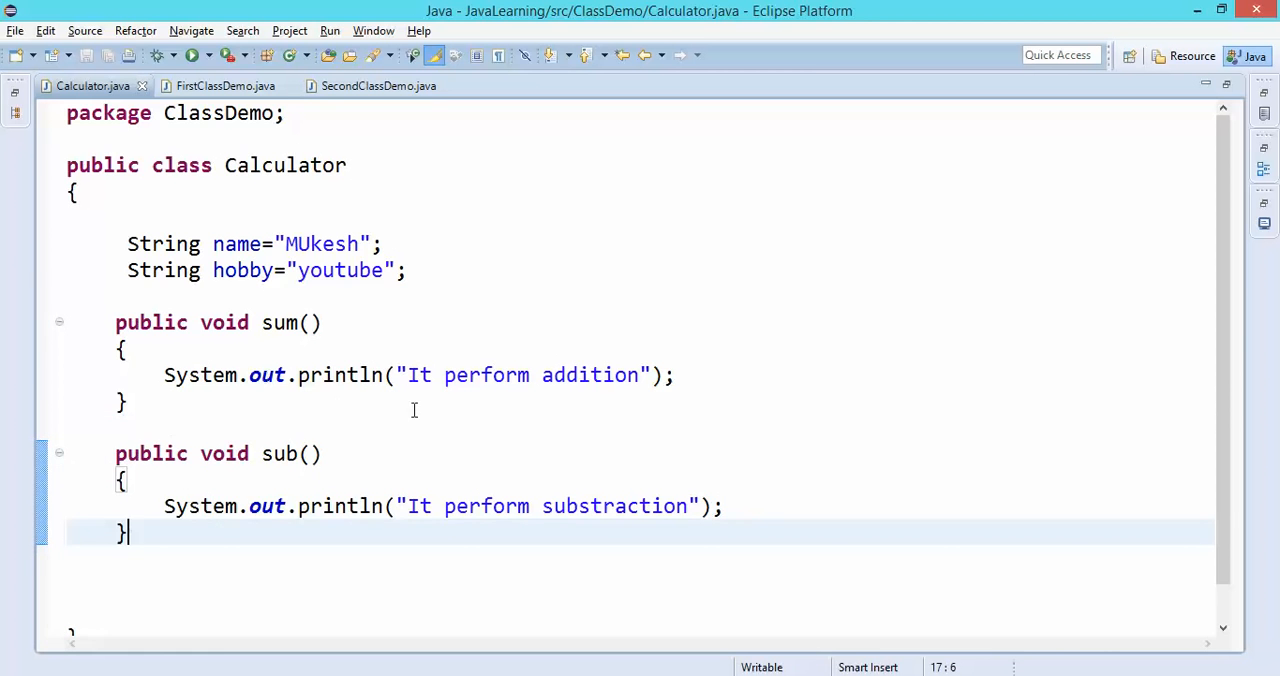 Java - JavaLearning/src/ClassDemo/Calculator.java - Eclipse Platform
File Edit Source Refactor Navigate Search Project Run Window Help
Quick Access Resource Java
Calculator.java FirstClassDemo.java SecondClassDemo.java
package ClassDemo;
public class Calculator
{
String name="MUkesh";
String hobby="youtube";
public void sum()
{
System.out.println("It perform addition");
}
public void sub()
{
System.out.println("It perform substraction");
}
}
Writable Smart Insert 17 : 6